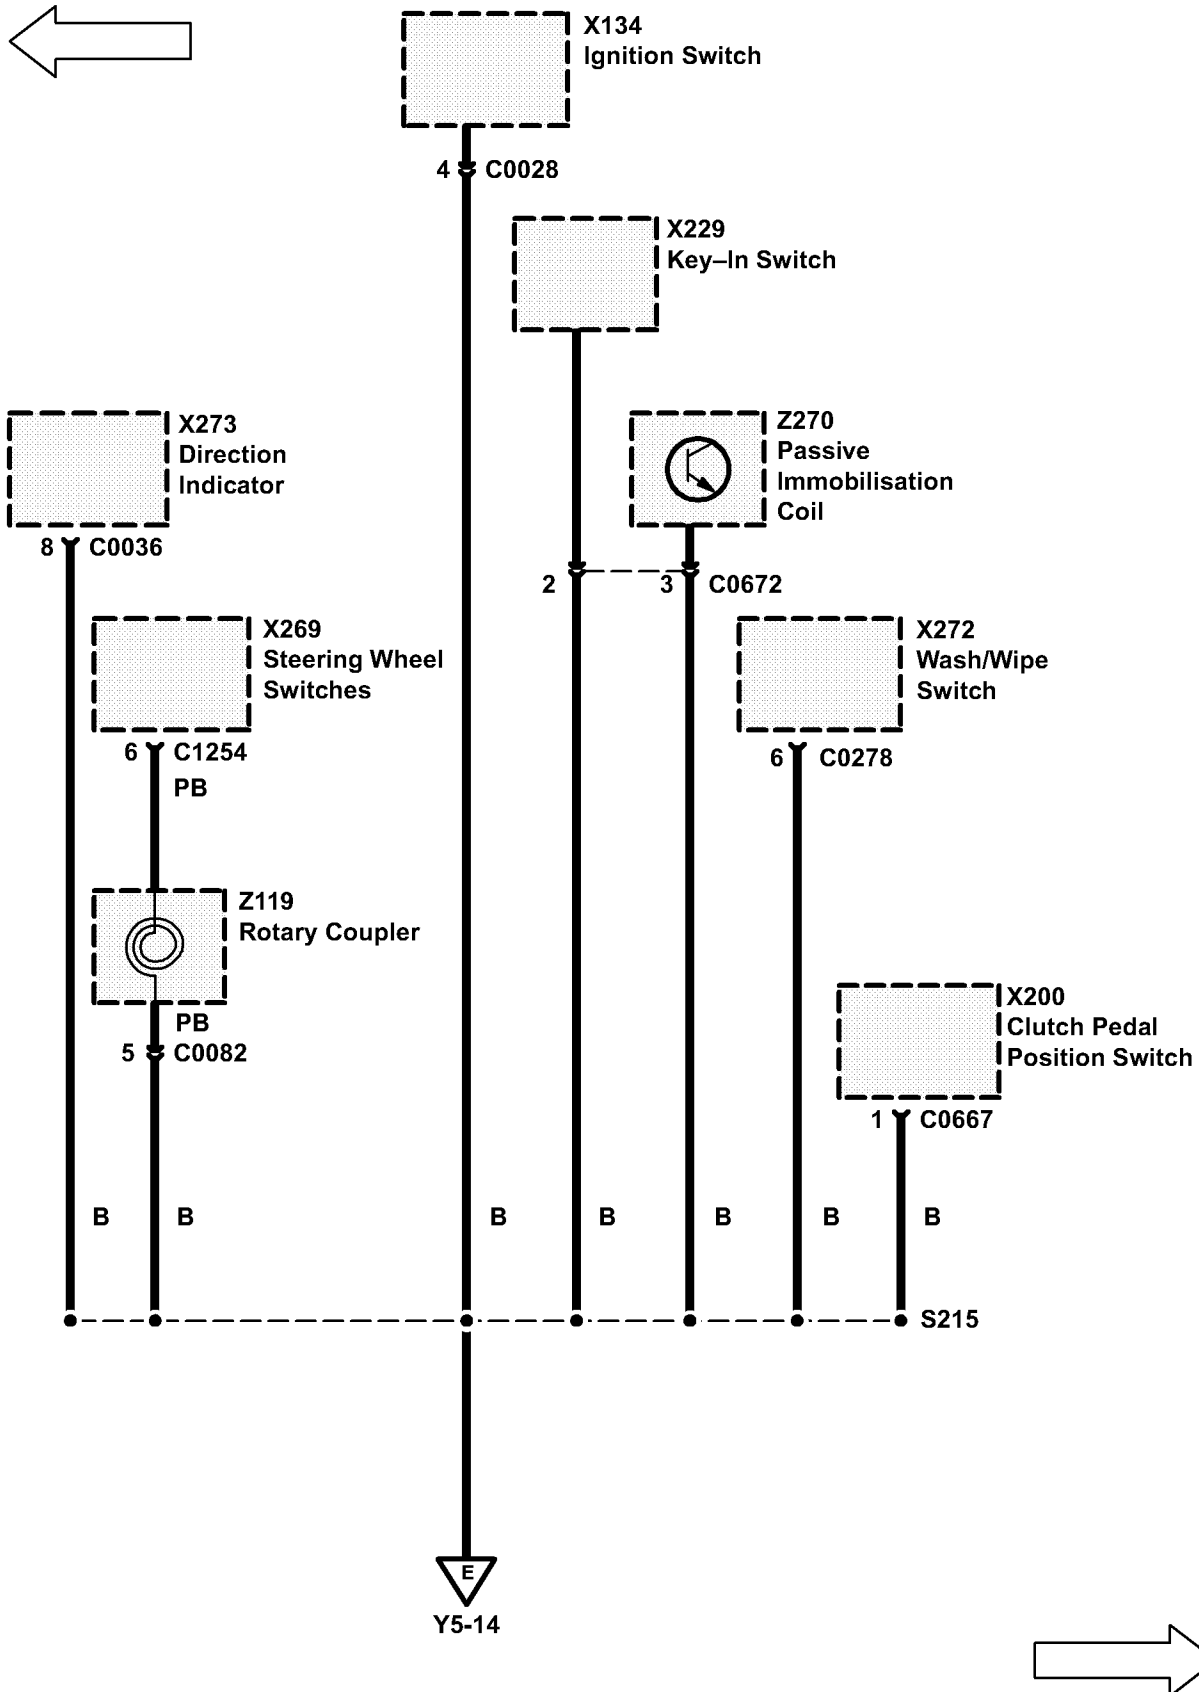 X134
Ignition Switch
4 C0028
X229
Key–In Switch
X273
Direction
Indicator
Z270
Passive
Immobilisation
Coil
8 C0036
2 3 C0672
X269
Steering Wheel
Switches
X272
Wash/Wipe
Switch
6 C1254
PB
6 C0278
Z119
Rotary Coupler
X200
Clutch Pedal
Position Switch
PB
5 C0082
1 C0667
B B B B B B B
S215
E
Y5-14